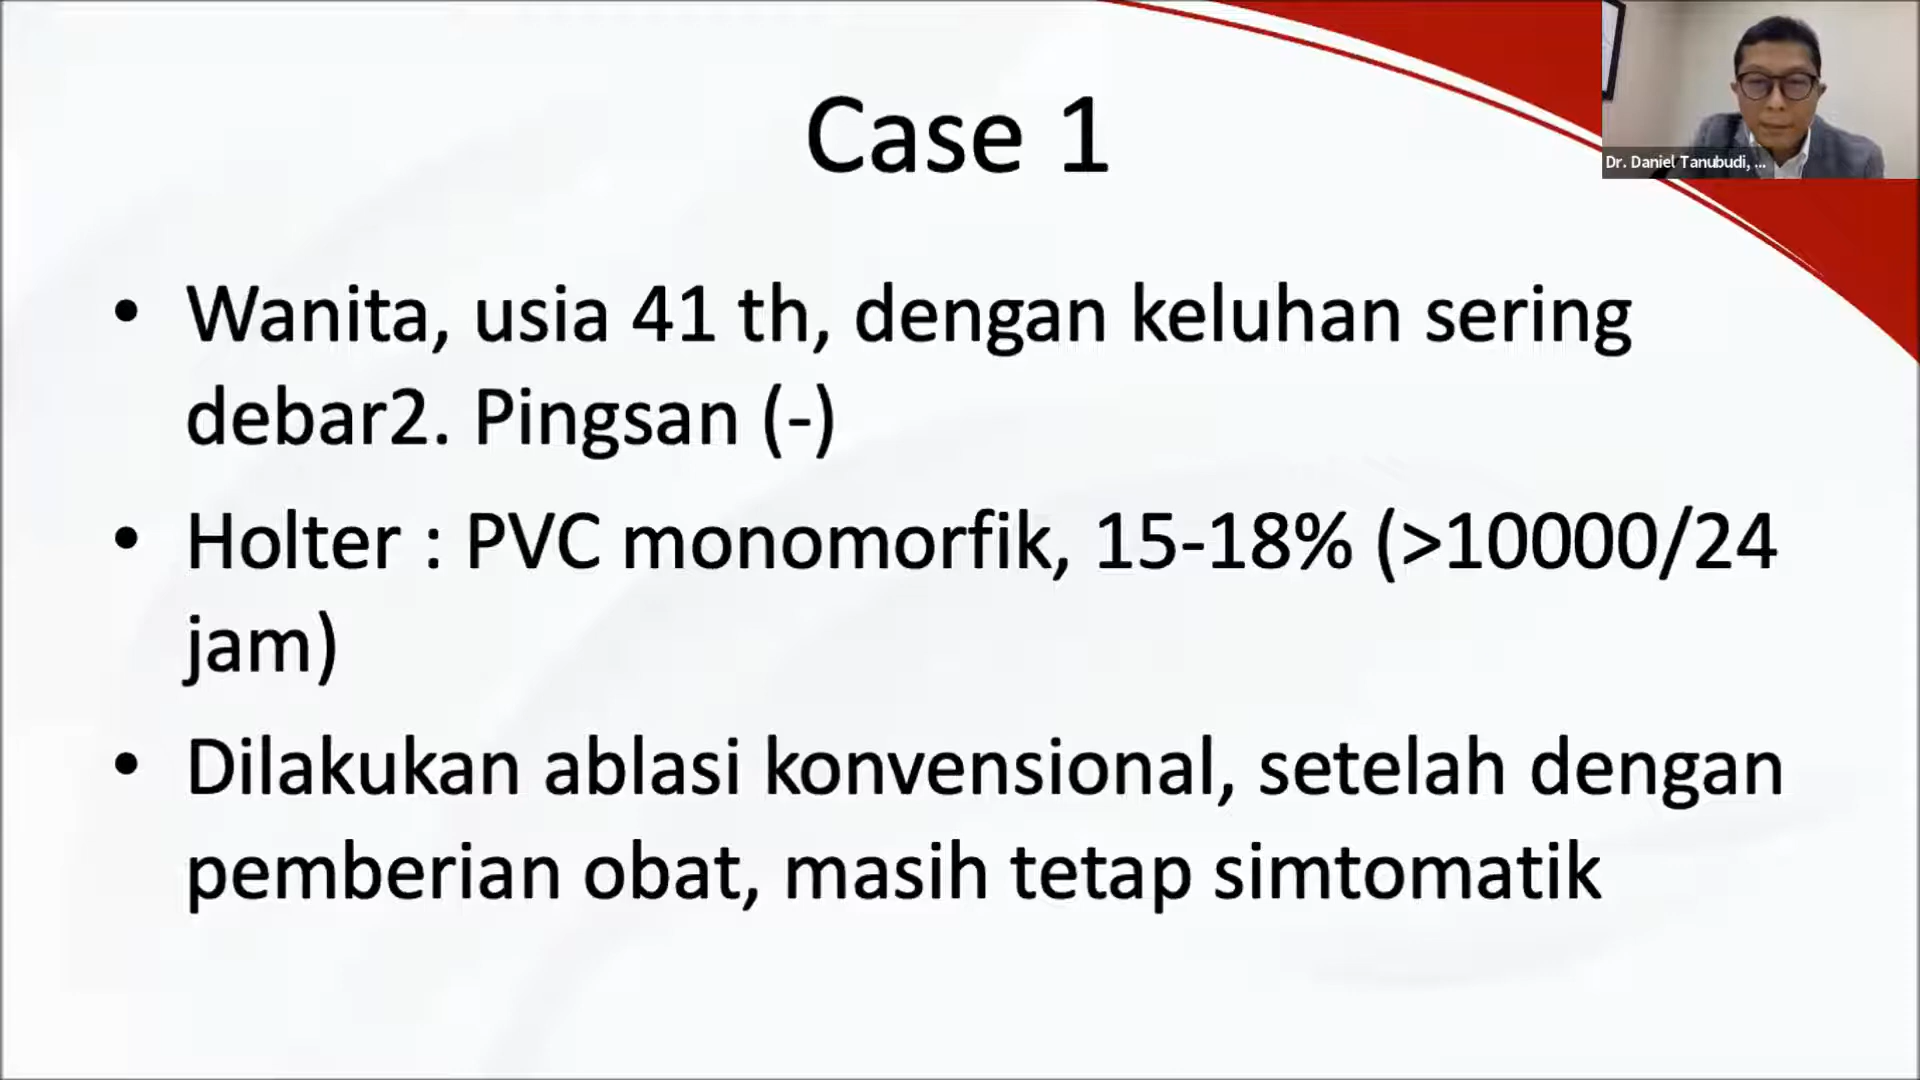 Case 1
Dr. Daniel Tanubudi, ...
• Wanita, usia 41 th, dengan keluhan sering
debar2. Pingsan (-)
• Holter : PVC monomorfik, 15-18% (>10000/24
jam)
• Dilakukan ablasi konvensional, setelah dengan
pemberian obat, masih tetap simtomatik